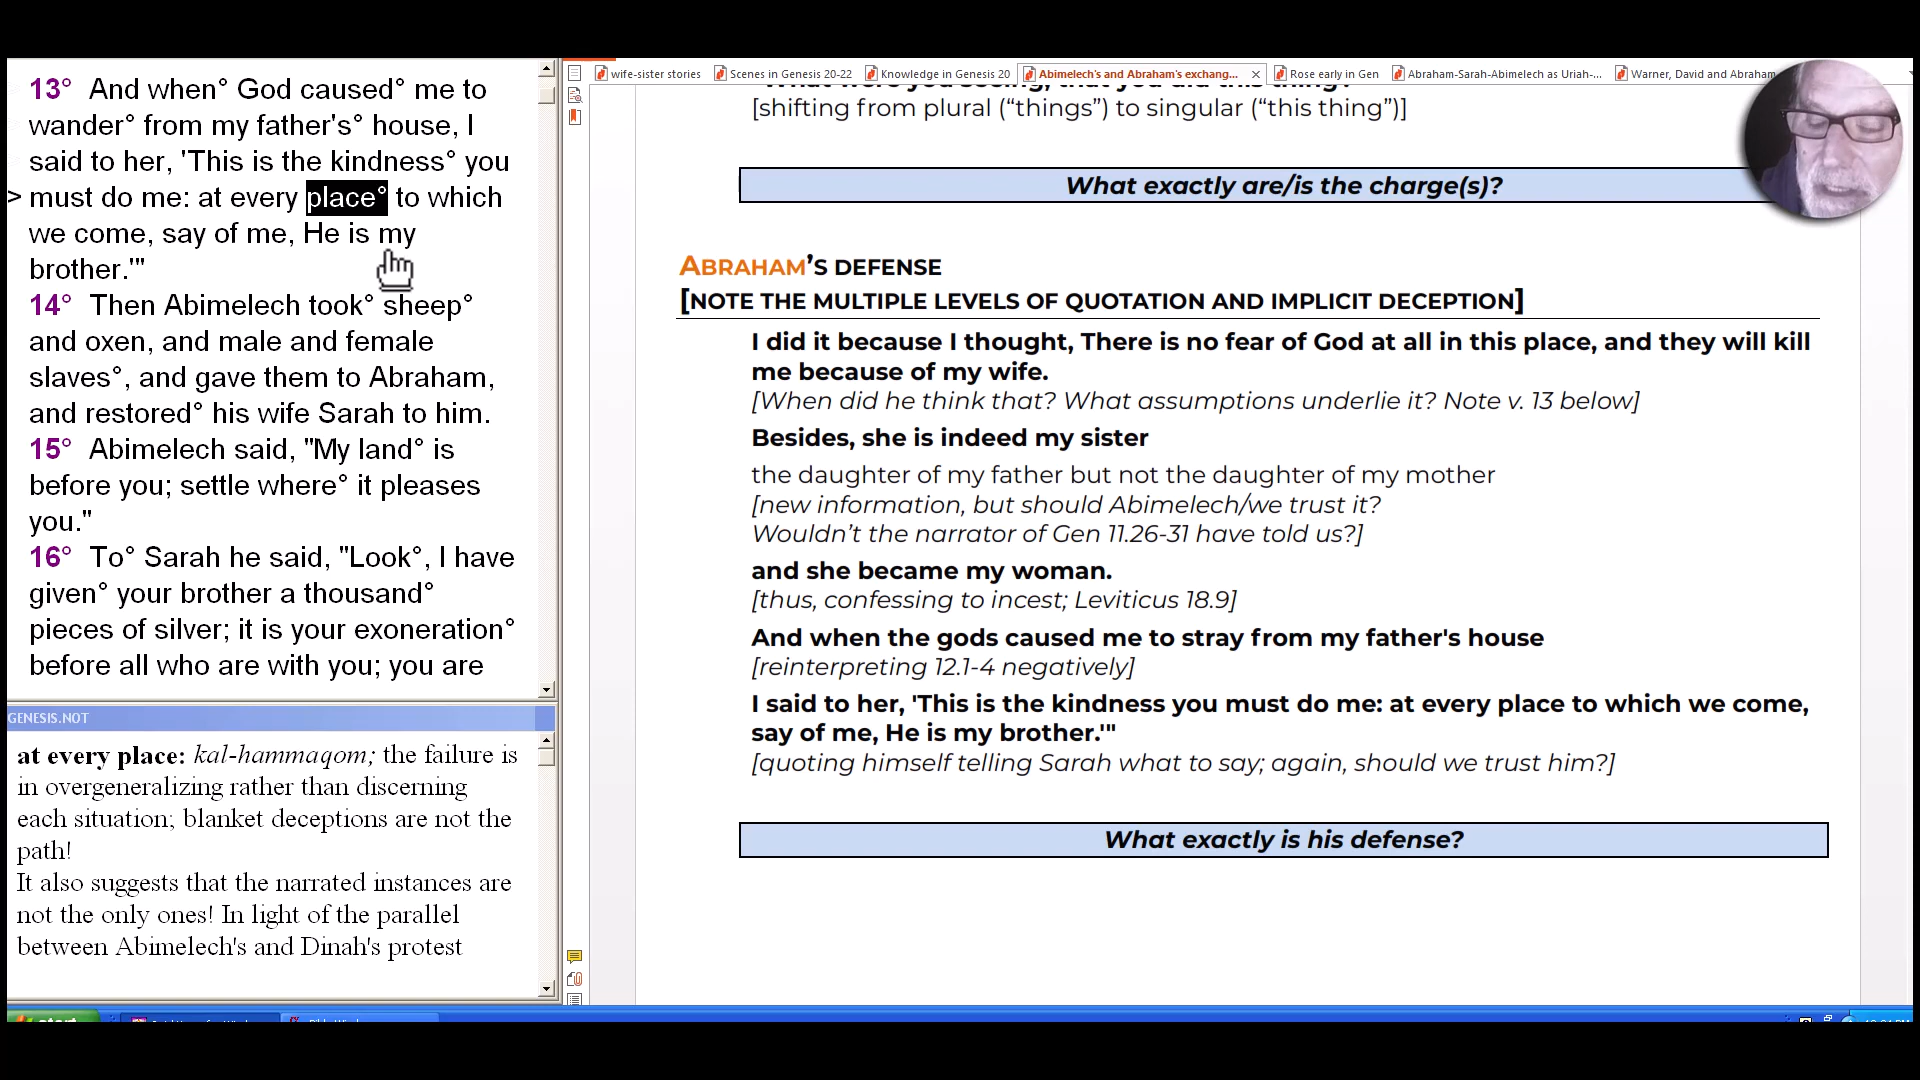 13° And when° God caused° me to
wander° from my father's° house, I
said to her, 'This is the kindness° you
> must do me: at every place° to which
we come, say of me, He is my
brother.'"
14° Then Abimelech took° sheep°
and oxen, and male and female
slaves°, and gave them to Abraham,
and restored° his wife Sarah to him.
15° Abimelech said, "My land° is
before you; settle where° it pleases
you."
16° To° Sarah he said, "Look°, I have
given° your brother a thousand°
pieces of silver; it is your exoneration°
before all who are with you; you are
GENESIS.NOT
at every place: kal-hammaqom; the failure is
in overgeneralizing rather than discerning
each situation; blanket deceptions are not the
path!
It also suggests that the narrated instances are
not the only ones! In light of the parallel
between Abimelech's and Dinah's protest
start
wife-sister stories
Scenes in Genesis 20-22
Knowledge in Genesis 20
Abimelech's and Abraham's exchang...
Rose early in Gen
Abraham-Sarah-Abimelech as Uriah-...
Warner, David and Abraham
"What were you seeing, that you did this thing?"
[shifting from plural (“things”) to singular (“this thing”)]
What exactly are/is the charge(s)?
ABRAHAM’S DEFENSE
[NOTE THE MULTIPLE LEVELS OF QUOTATION AND IMPLICIT DECEPTION]
I did it because I thought, There is no fear of God at all in this place, and they will kill
me because of my wife.
[When did he think that? What assumptions underlie it? Note v. 13 below]
Besides, she is indeed my sister
the daughter of my father but not the daughter of my mother
[new information, but should Abimelech/we trust it?
Wouldn’t the narrator of Gen 11.26-31 have told us?]
and she became my woman.
[thus, confessing to incest; Leviticus 18.9]
And when the gods caused me to stray from my father's house
[reinterpreting 12.1-4 negatively]
I said to her, 'This is the kindness you must do me: at every place to which we come,
say of me, He is my brother.'"
[quoting himself telling Sarah what to say; again, should we trust him?]
What exactly is his defense?